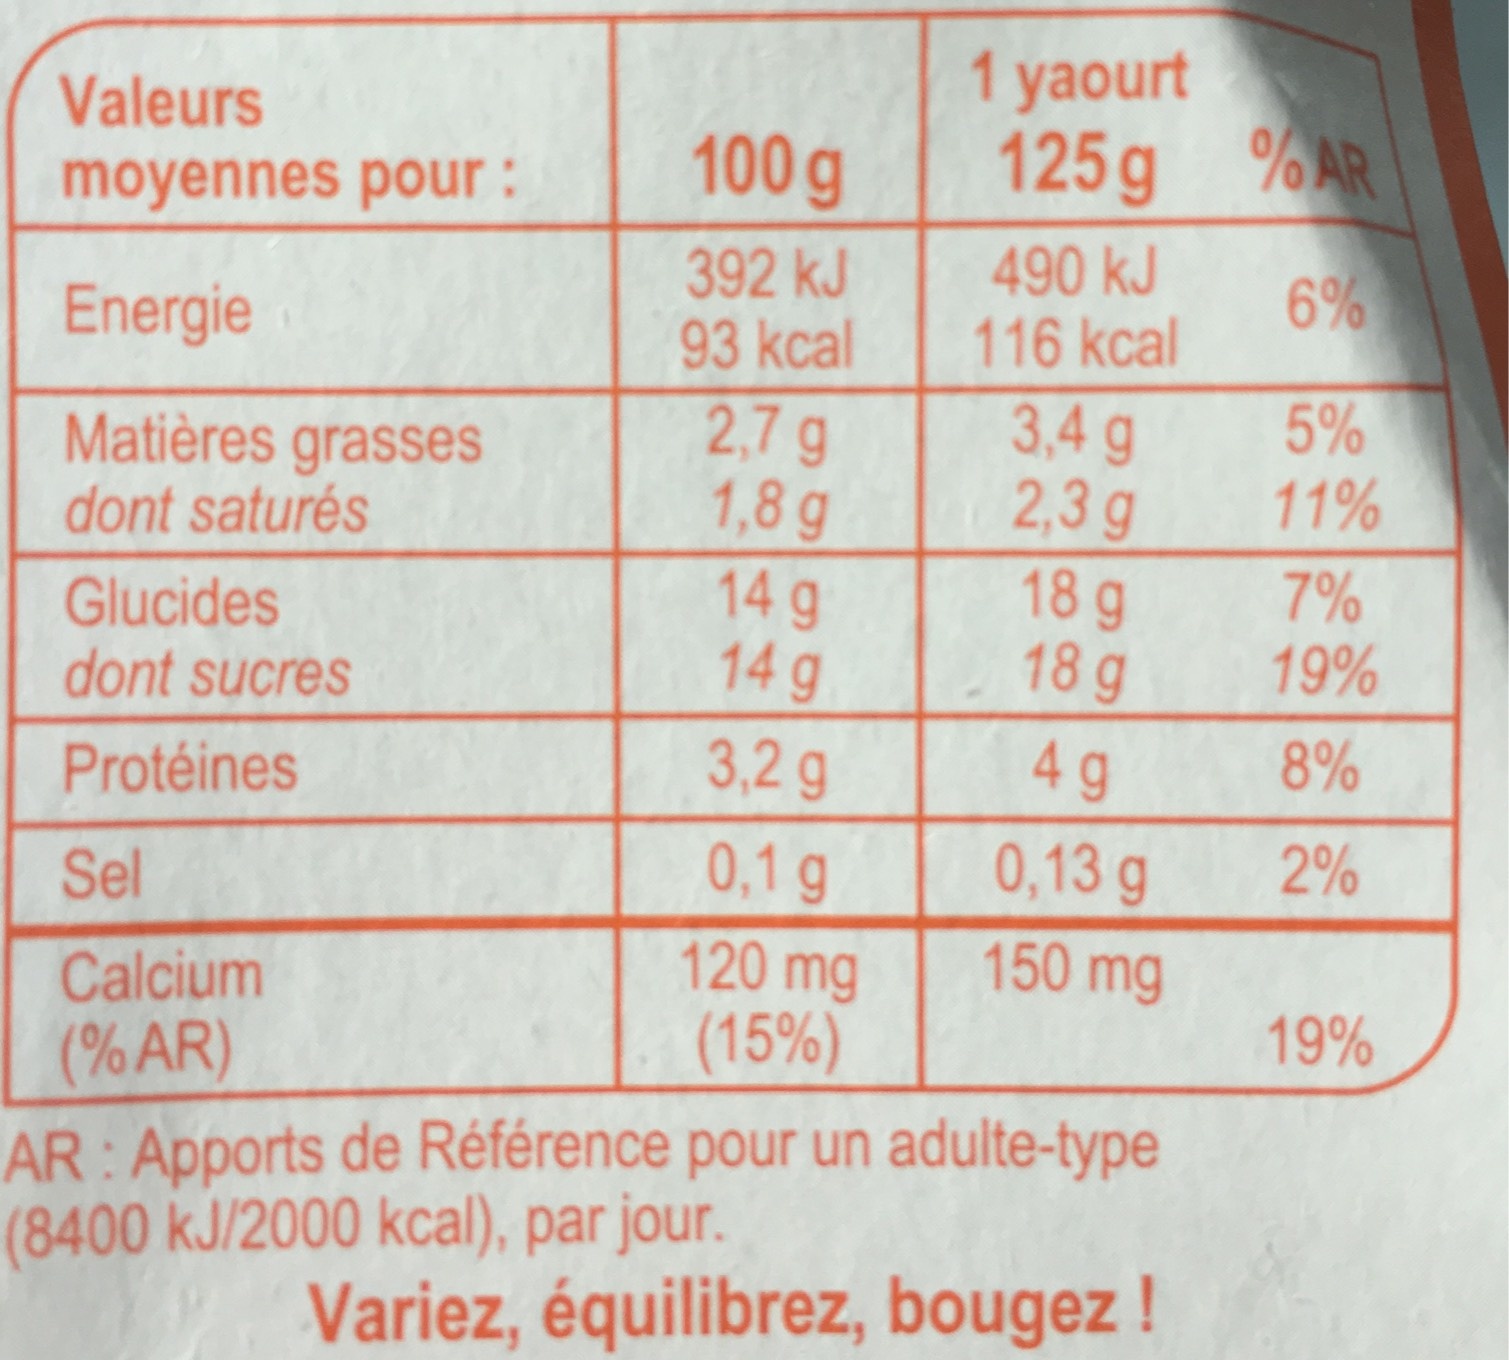 Valeurs
moyennes pour : 100 g 1 yaourt 125 g % AR
Energie 392 kJ 490 kJ 6%
93 kcal 116 kcal
Matières grasses 2,7 g 3,4 g 5%
dont saturés 1,8 g 2,3 g 11%
Glucides 14 g 18 g 7%
dont sucres 14 g 18 g 19%
Protéines 3,2 g 4 g 8%
Sel 0,1 g 0,13 g 2%
Calcium 120 mg 150 mg
(% AR) (15%) 19%
AR : Apports de Référence pour un adulte-type
(8400 kJ/2000 kcal), par jour.
Variez, équilibrez, bougez !